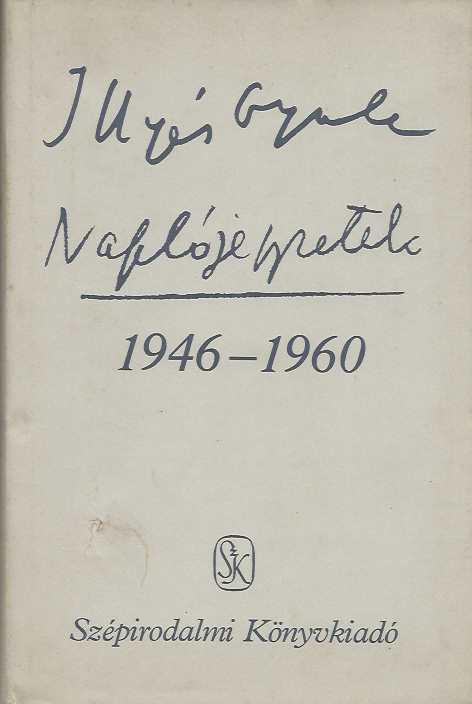 Illyés Gyula
Naplójegyzetek
1946–1960
SzK
Szépirodalmi Könyvkiadó